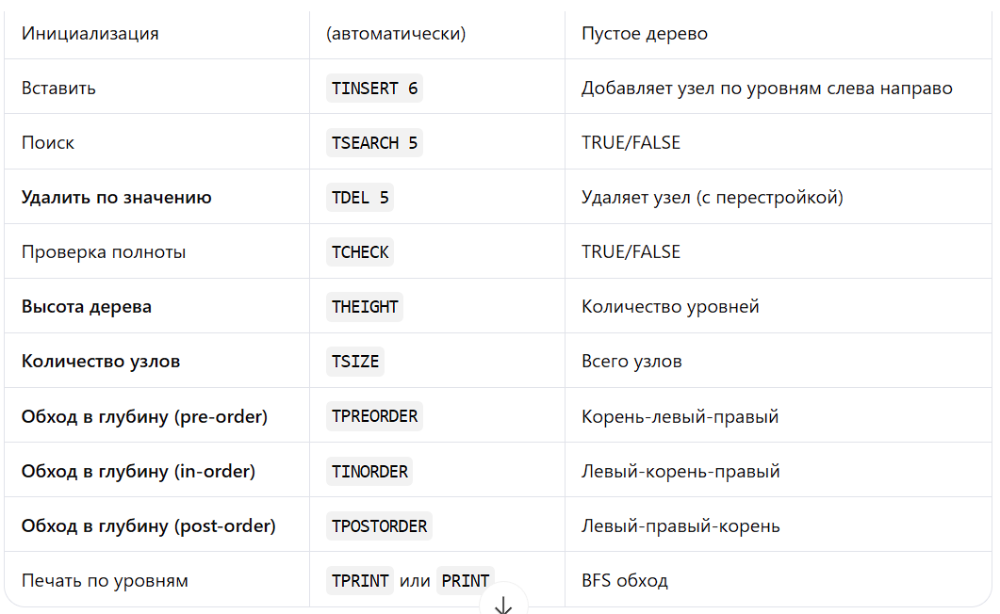 Инициализация (автоматически) Пустое дерево
Вставить TINSERT 6 Добавляет узел по уровням слева направо
Поиск TSEARCH 5 TRUE/FALSE
Удалить по значению TDEL 5 Удаляет узел (с перестройкой)
Проверка полноты TCHECK TRUE/FALSE
Высота дерева THEIGHT Количество уровней
Количество узлов TSIZE Всего узлов
Обход в глубину (pre-order) TPREORDER Корень-левый-правый
Обход в глубину (in-order) TINORDER Левый-корень-правый
Обход в глубину (post-order) TPOSTORDER Левый-правый-корень
Печать по уровням TPRINT или PRINT BFS обход